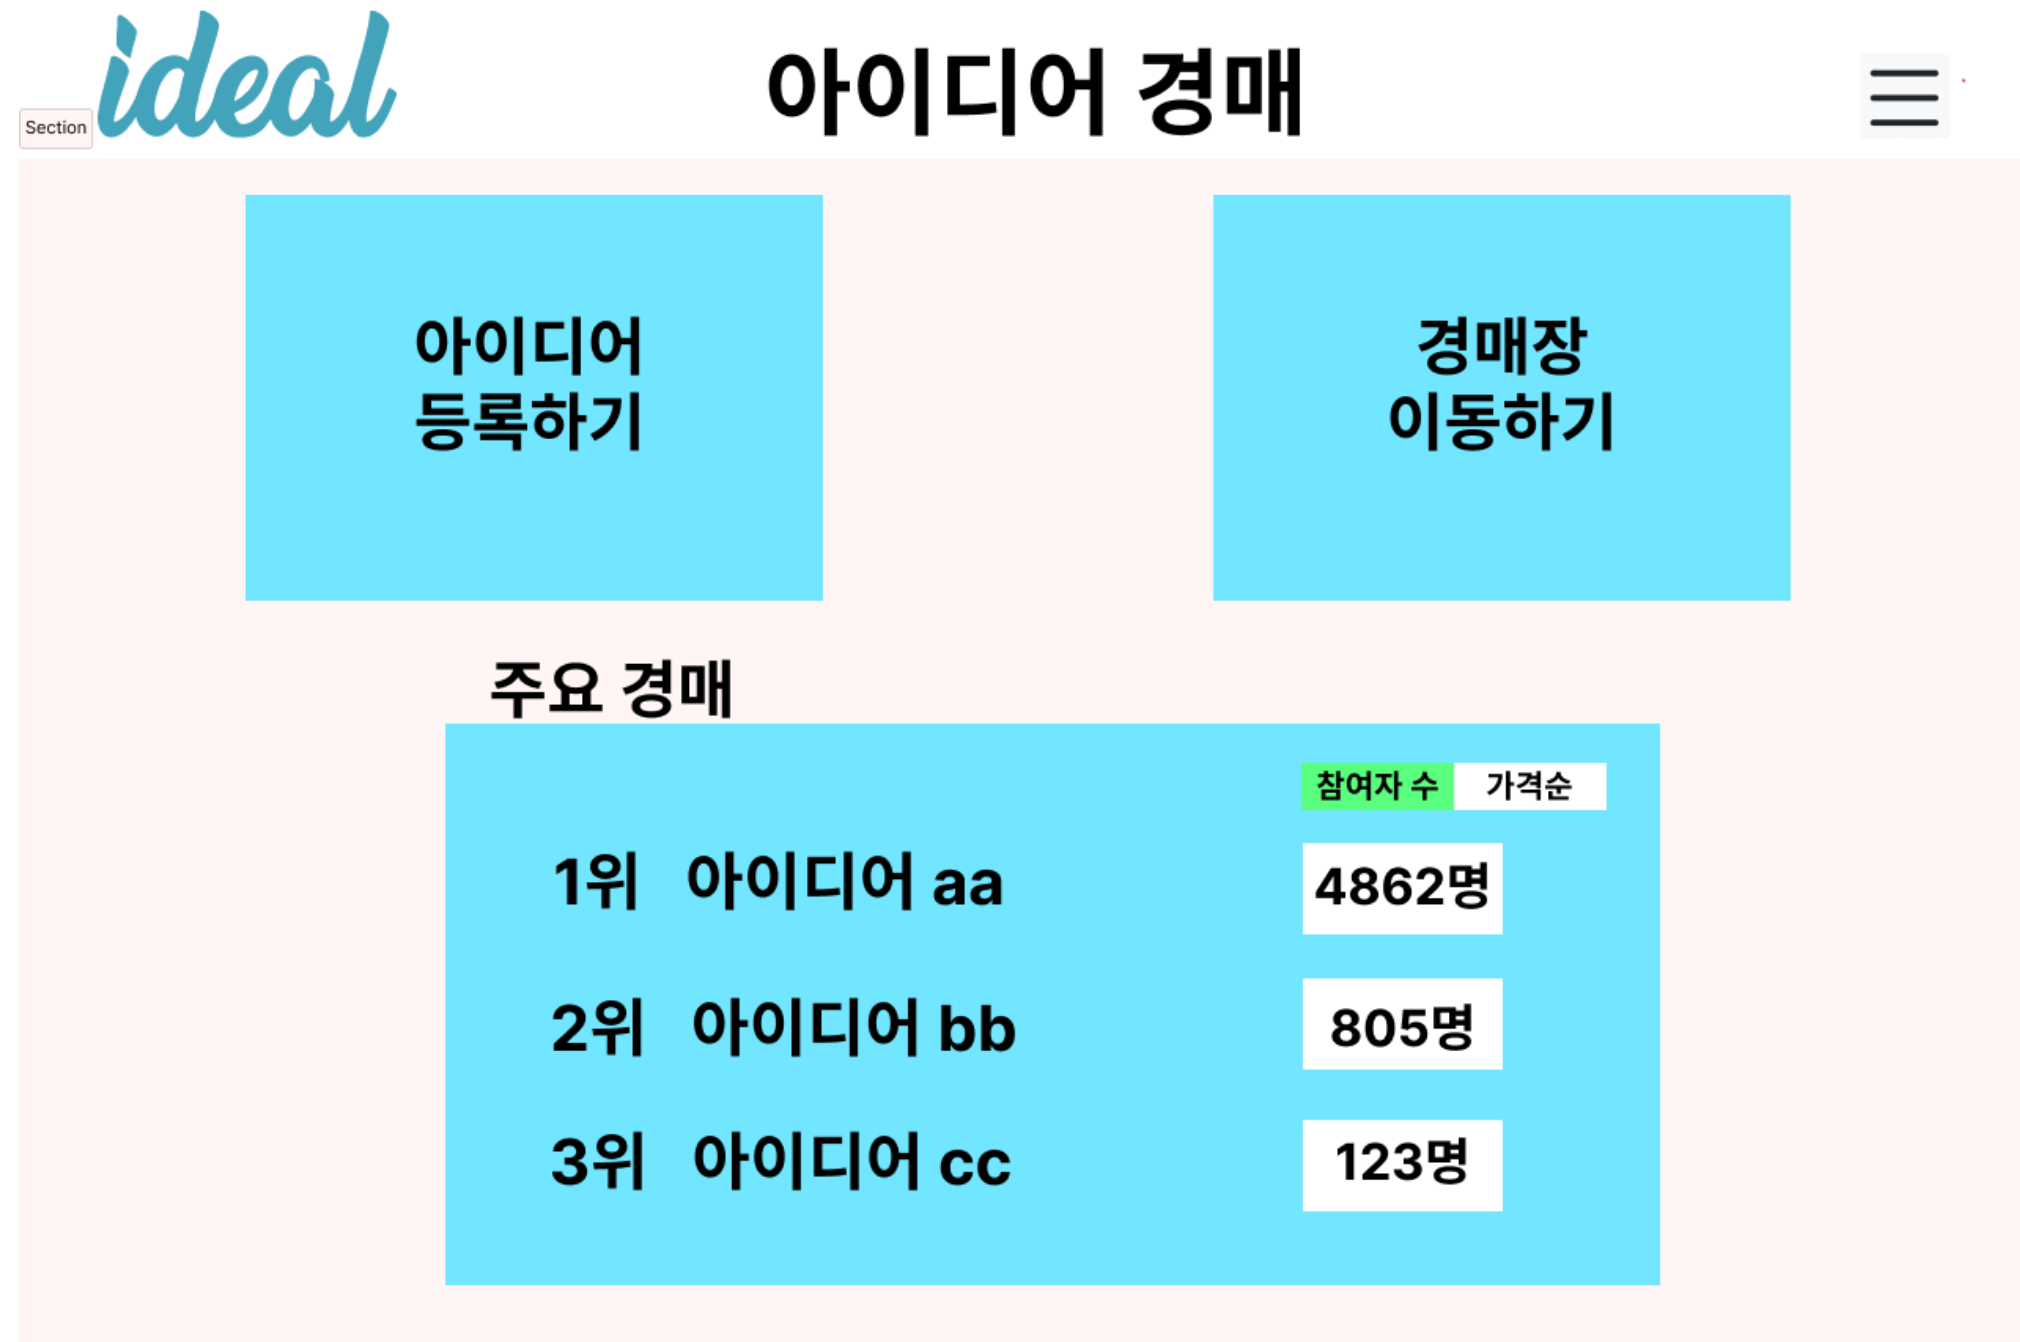 ideal
아이디어 경매
Section
아이디어
등록하기
경매장
이동하기
주요 경매
참여자 수 가격순
1위 아이디어 aa 4862명
2위 아이디어 bb 805명
3위 아이디어 cc 123명